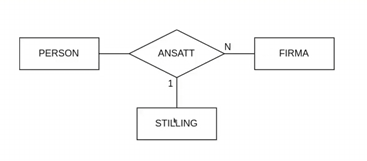 PERSON
ANSATT
N
FIRMA
1
STILLING